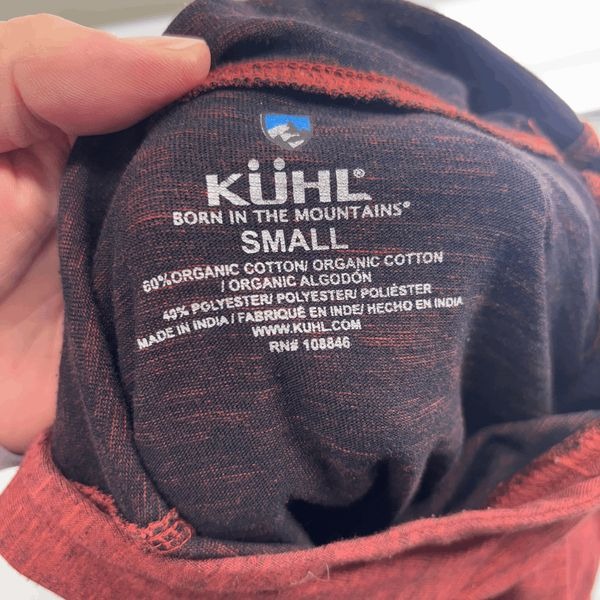 KÜHL®
BORN IN THE MOUNTAINS®
SMALL
60%ORGANIC COTTON/ ORGANIC COTTON
/ ORGANIC ALGODÓN
40% POLYESTER/ POLYESTER/ POLIÉSTER
MADE IN INDIA / FABRIQUÉ EN INDE/ HECHO EN INDIA
WWW.KUHL.COM
RN# 108846